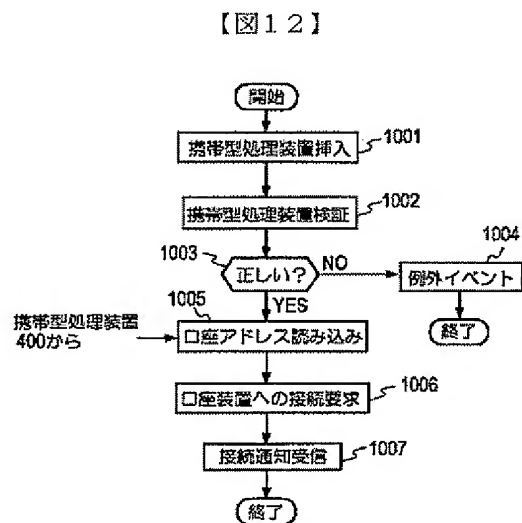 【図１２】
開始
携帯型処理装置挿入
1001
携帯型処理装置検証
1002
1003
正しい?
NO
YES
1004
例外イベント
終了
1005
携帯型処理装置
400から
口座アドレス読み込み
口座装置への接続要求
1006
接続通知受信
1007
終了